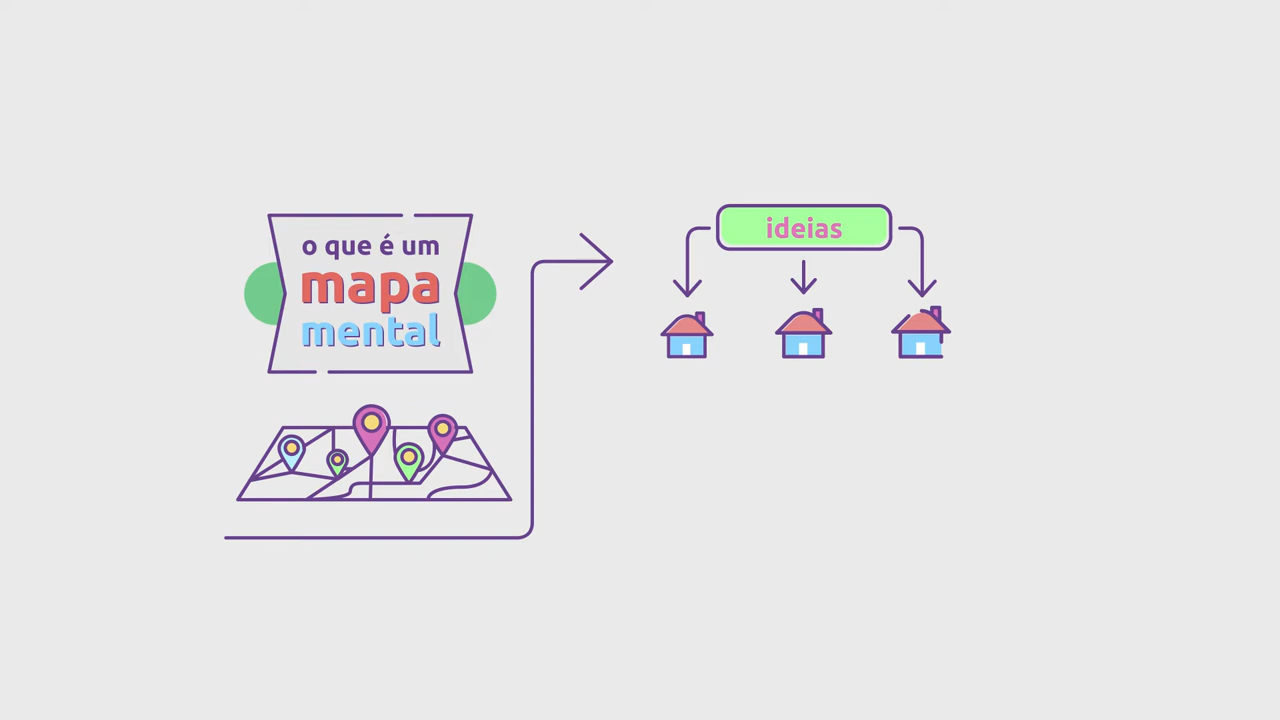 o que é um
mapa
mental
ideias